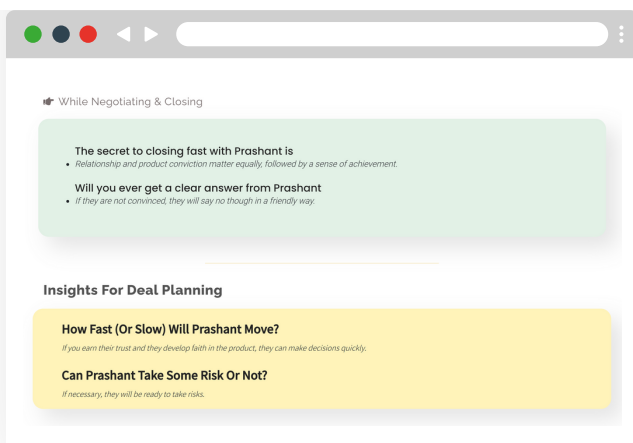 While Negotiating & Closing
The secret to closing fast with Prashant is
Relationship and product conviction matter equally, followed by a sense of achievement.
Will you ever get a clear answer from Prashant
If they are not convinced, they will say no though in a friendly way.
Insights For Deal Planning
How Fast (Or Slow) Will Prashant Move?
If you earn their trust and they develop faith in the product, they can make decisions quickly.
Can Prashant Take Some Risk Or Not?
If necessary, they will be ready to take risks.